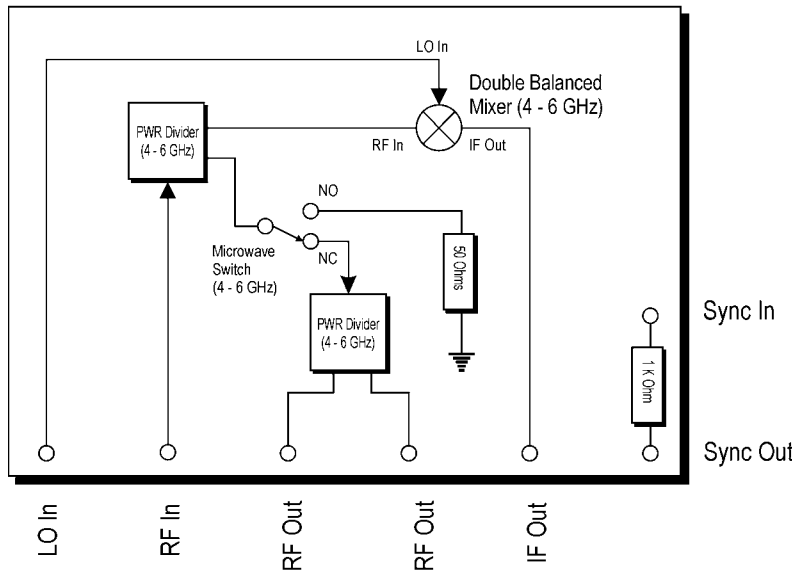 LO In
Double Balanced
Mixer (4 - 6 GHz)
PWR Divider
(4 - 6 GHz)
RF In
IF Out
NO
Microwave
Switch
(4 - 6 GHz)
NC
50 Ohms
PWR Divider
(4 - 6 GHz)
Sync In
1 K Ohm
Sync Out
LO In
RF In
RF Out
RF Out
IF Out